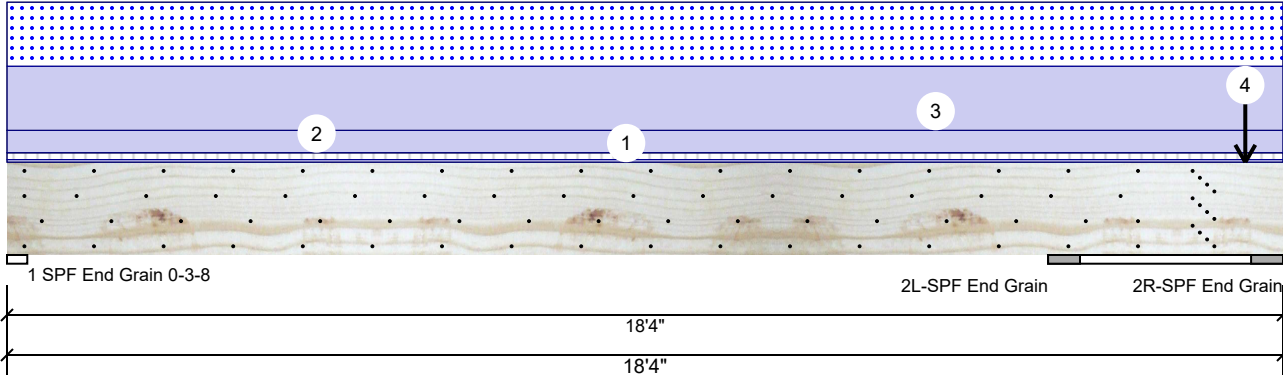 4
3
2
1
1 SPF End Grain 0-3-8
2L-SPF End Grain
2R-SPF End Grain
18'4"
18'4"